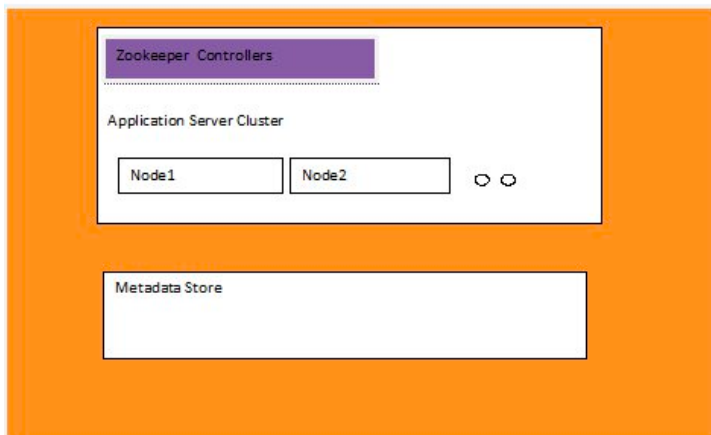 Zookeeper Controllers
Application Server Cluster
Node1 Node2
Metadata Store